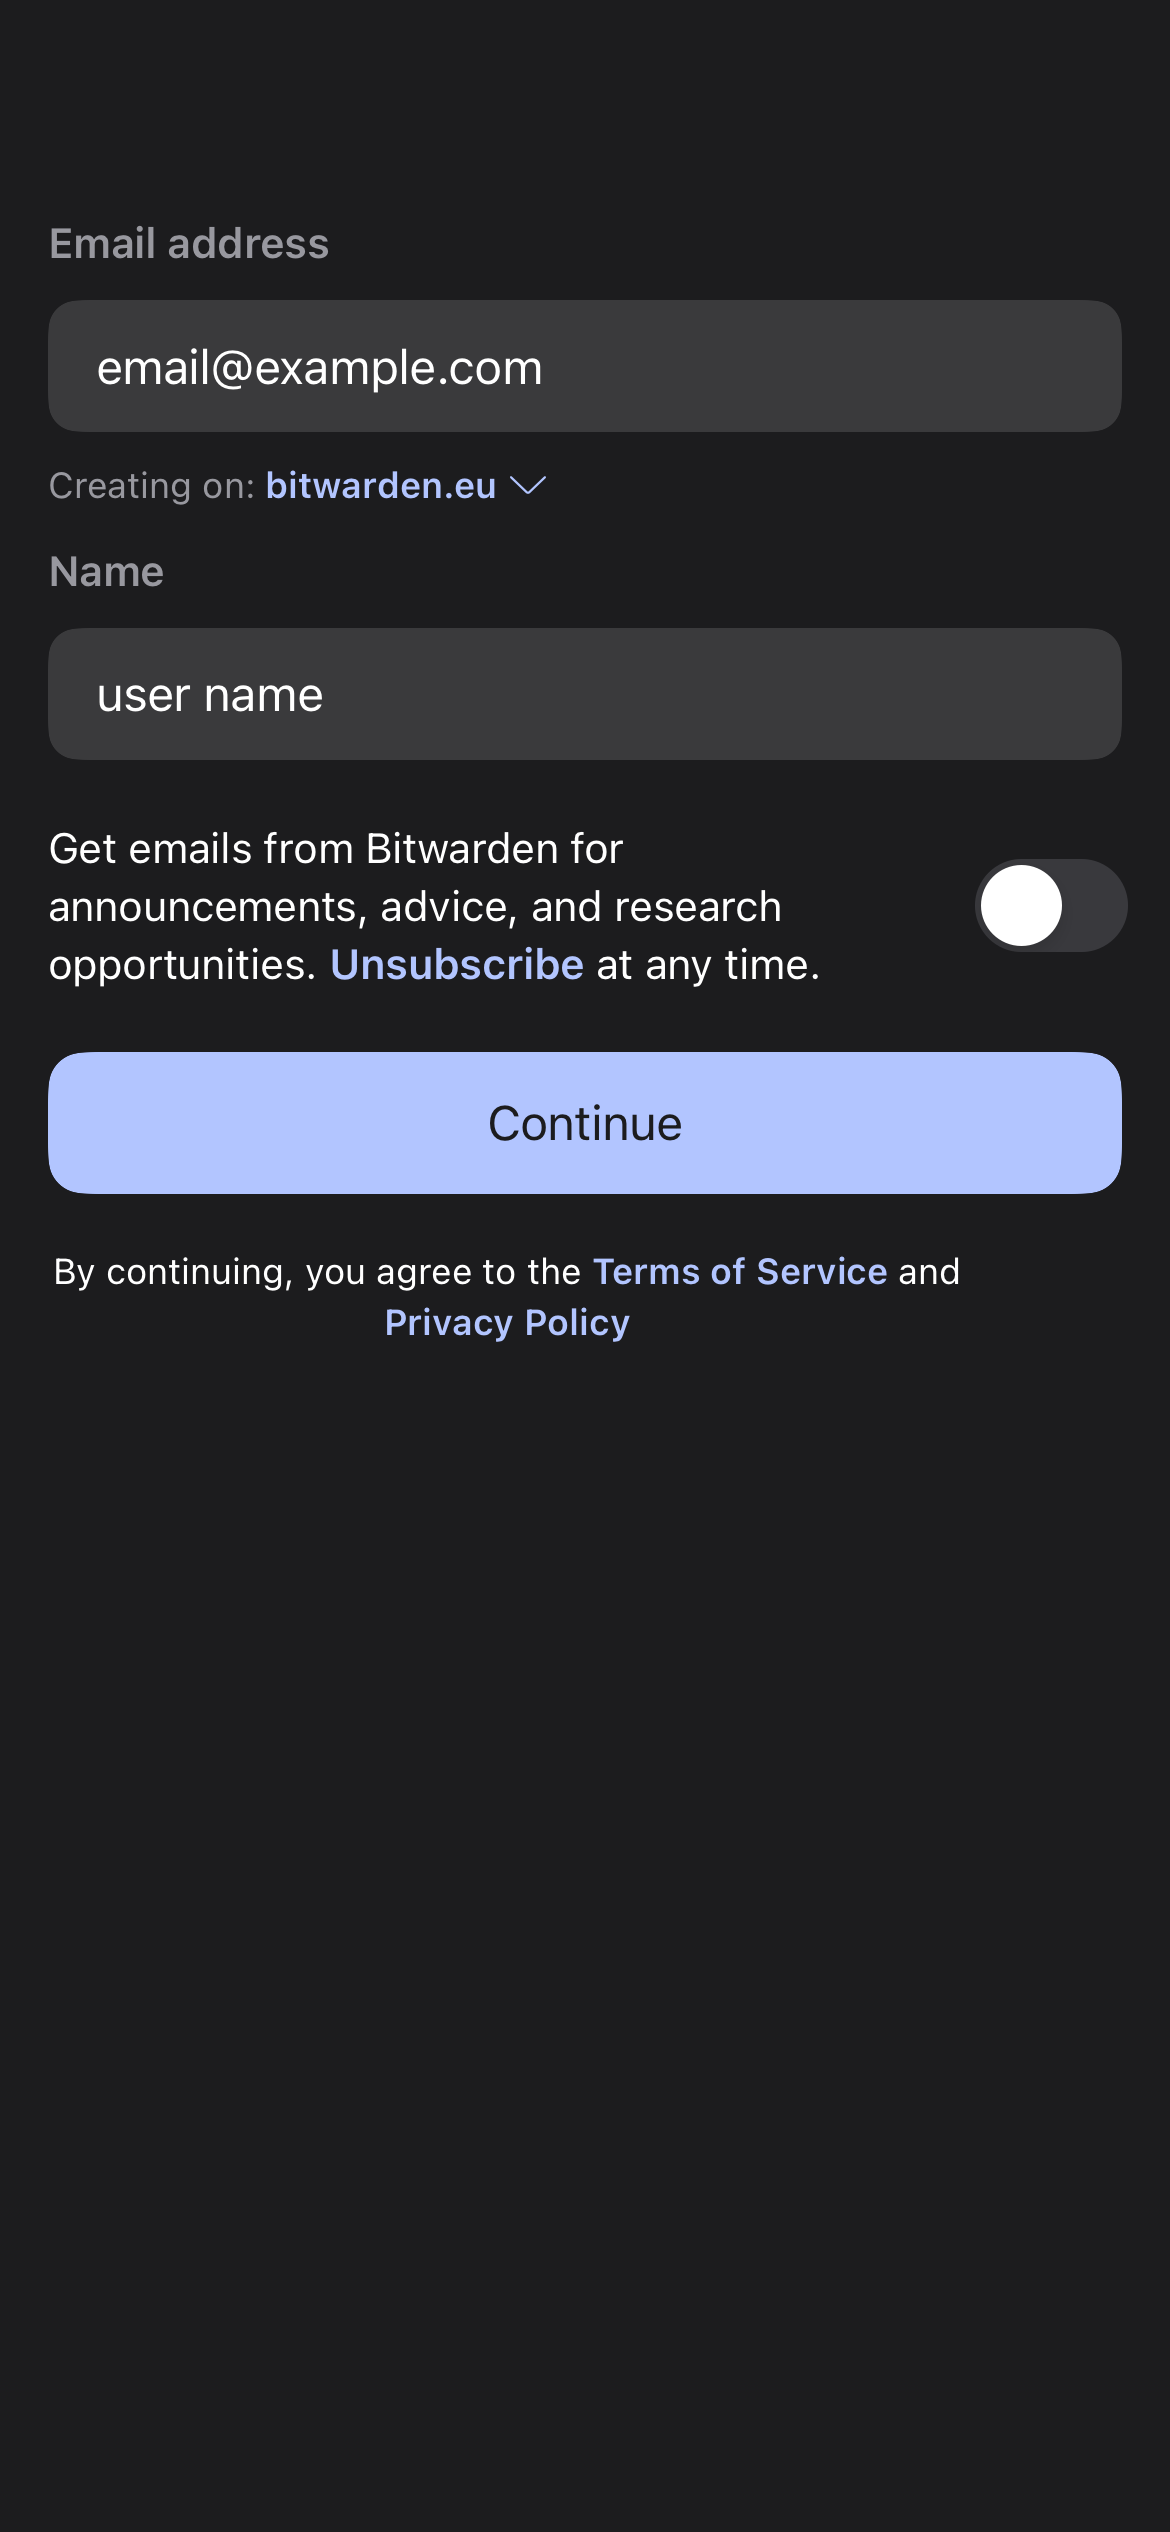 Email address
email@example.com
Creating on: bitwarden.eu
Name
user name
Get emails from Bitwarden for
announcements, advice, and research
opportunities. Unsubscribe at any time.
Continue
By continuing, you agree to the Terms of Service and
Privacy Policy